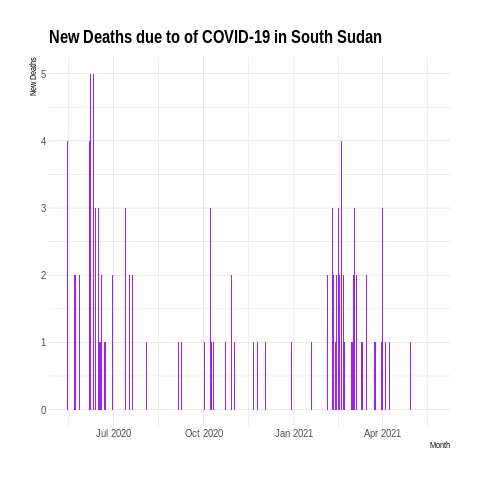 New Deaths due to of COVID-19 in South Sudan
New Deaths
5
4
3
2
1
0
Jul 2020 Oct 2020 Jan 2021 Apr 2021
Month